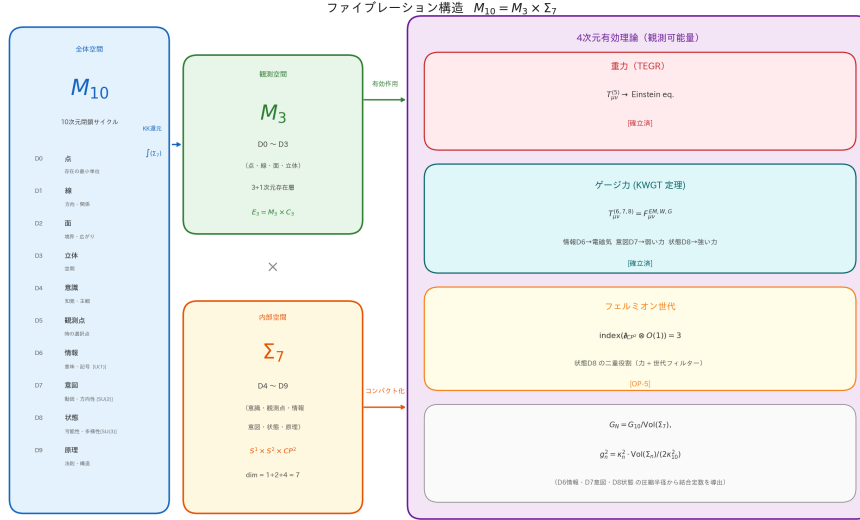 ファイブレーション構造 M₁₀ = M₃ × Σ₇
全体空間
M₁₀
10次元閉鎖サイクル
KK還元
∫(Σ₇)
D0 点
存在の最小単位
D1 線
方向・関係
D2 面
境界・広がり
D3 立体
空間
D4 意識
知覚・主観
D5 観測点
時の選択点
D6 情報
意味・記号 [U(1)]
D7 意図
動因・方向性 [SU(2)]
D8 状態
可能性・多様性[SU(3)]
D9 原理
法則・構造
観測空間
M₃
D0 〜 D3
(点・線・面・立体)
3+1次元存在層
E₃ = M₃ × C₃
×
内部空間
Σ₇
D4 〜 D9
(意識・観測点・情報
意図・状態・原理)
S¹ × S² × CP²
dim = 1+2+4 = 7
有効作用
コンパクト化
4次元有効理論（観測可能量）
重力（TEGR）
T_μν^(5) → Einstein eq.
[確立済]
ゲージ力 (KWGT 定理)
T_μν^(6,7,8) = F_μν^EM,W,G
情報D6→電磁気 意図D7→弱い力 状態D8→強い力
[確立済]
フェルミオン世代
⊗ O(1)) = 3
状態D8 の二重役割（力 + 世代フィルター）
[OP-5]
G_N = G₁₀/Vol(Σ₇),
g_n² = κ_n² · Vol(Σ_n)/(2κ₁₀²)
（D6情報・D7意図・D8状態 の圧縮半径から結合定数を導出）